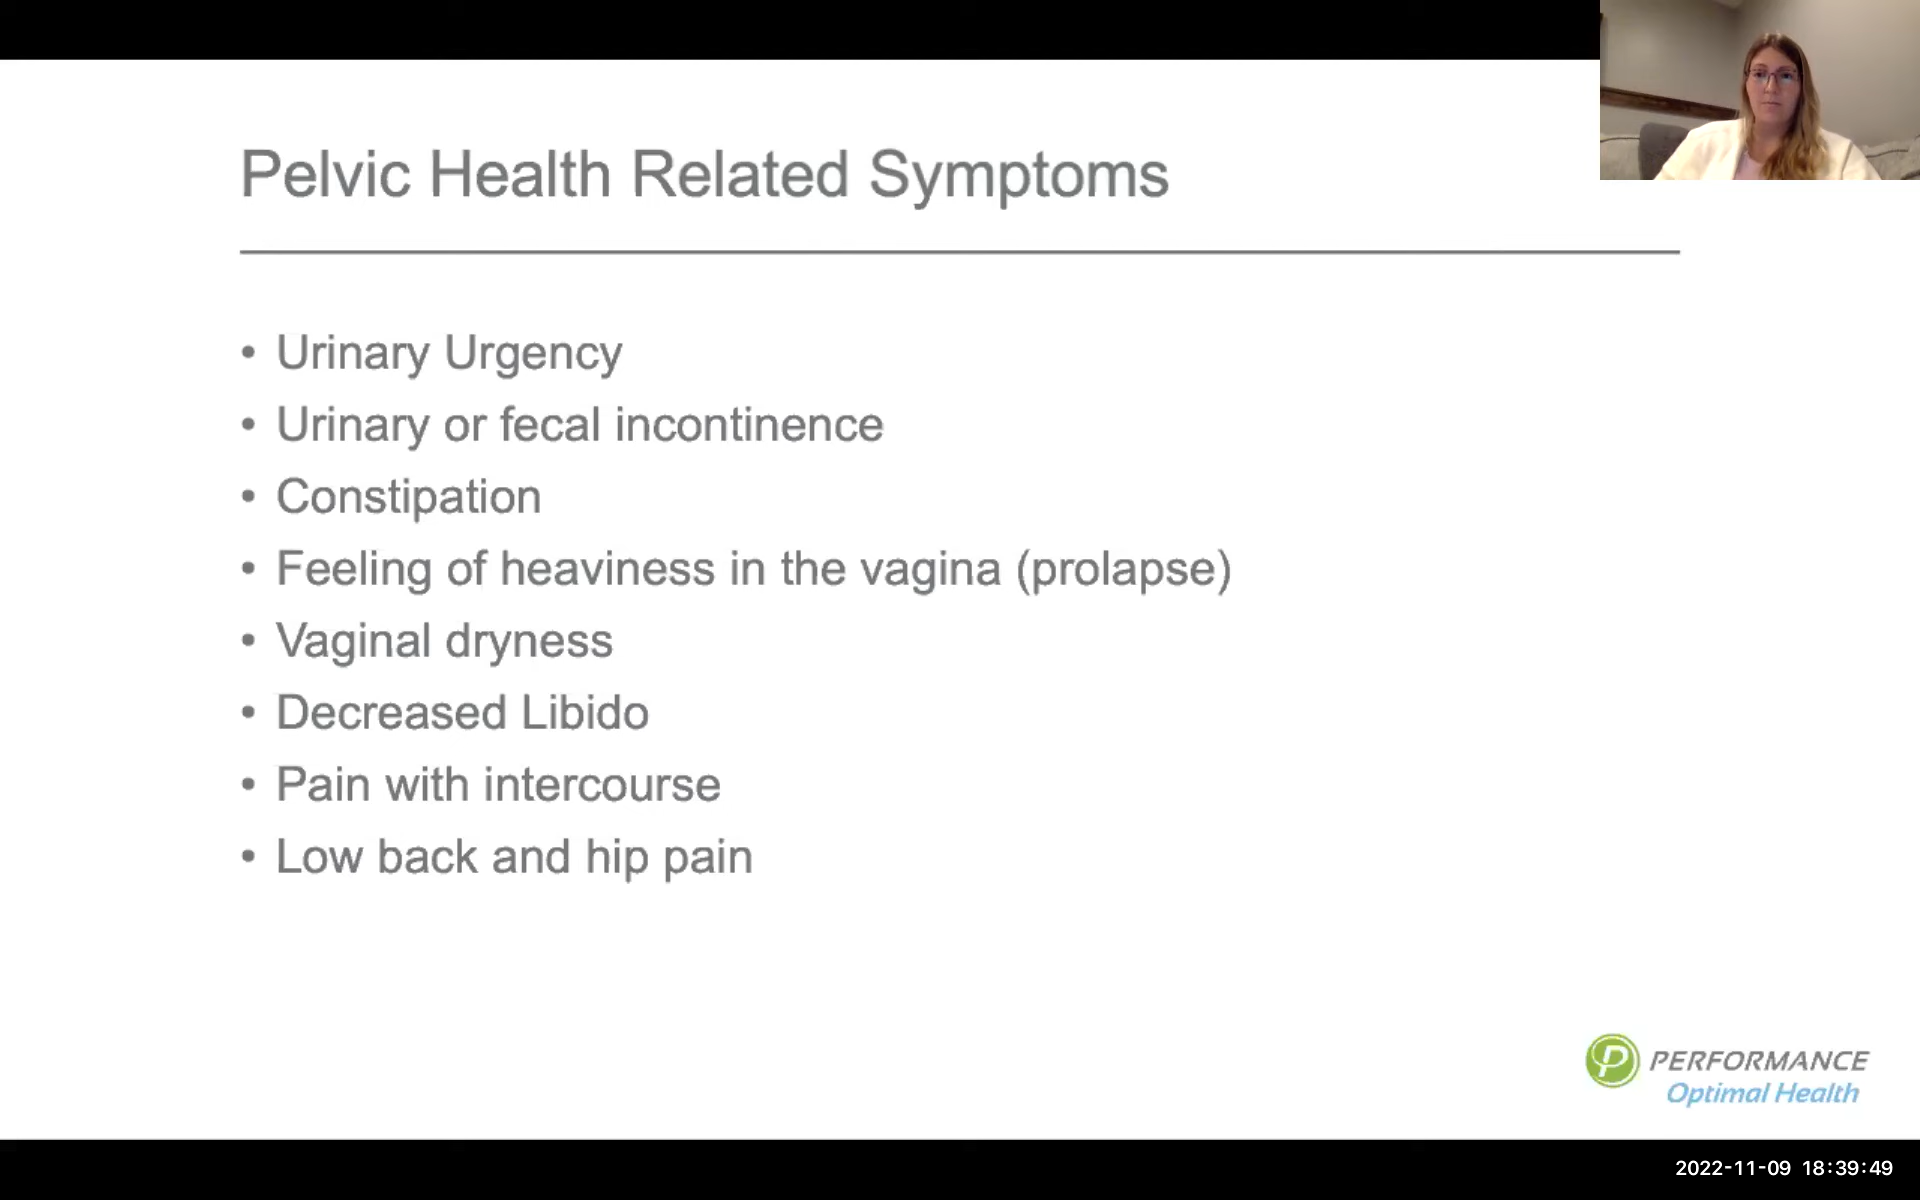 Pelvic Health Related Symptoms
• Urinary Urgency
• Urinary or fecal incontinence
• Constipation
• Feeling of heaviness in the vagina (prolapse)
• Vaginal dryness
• Decreased Libido
• Pain with intercourse
• Low back and hip pain
P PERFORMANCE
Optimal Health
2022-11-09 18:39:49